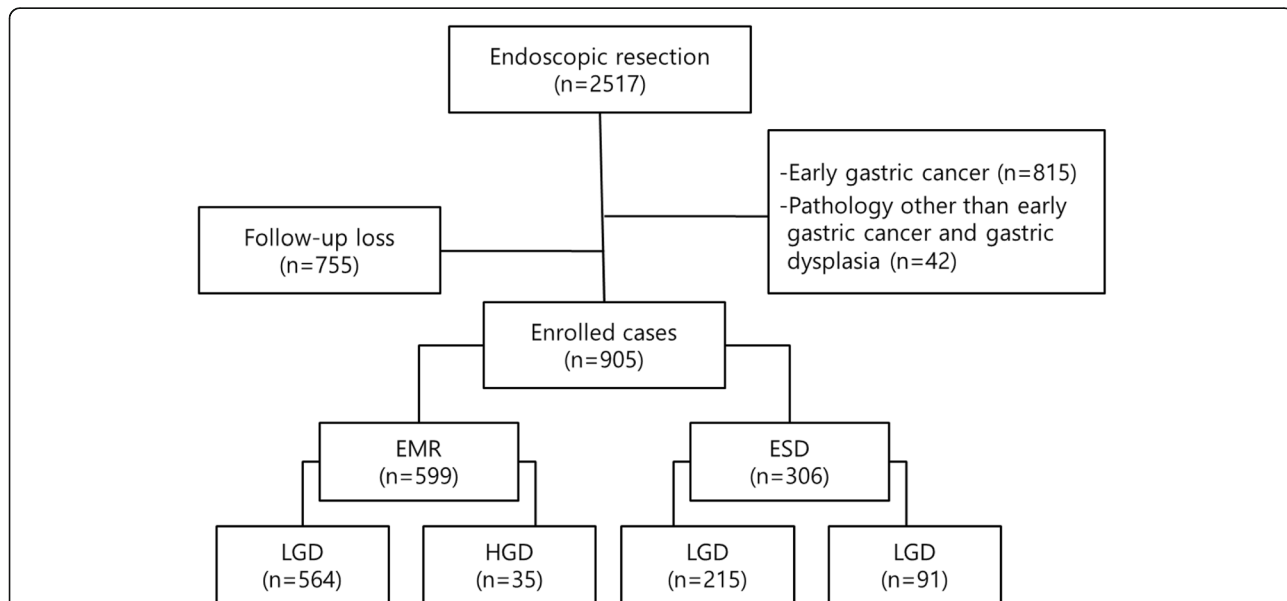 Endoscopic resection
(n=2517)
-Early gastric cancer (n=815)
-Pathology other than early
gastric cancer and gastric
dysplasia (n=42)
Follow-up loss
(n=755)
Enrolled cases
(n=905)
EMR
(n=599)
ESD
(n=306)
LGD
(n=564)
HGD
(n=35)
LGD
(n=215)
LGD
(n=91)